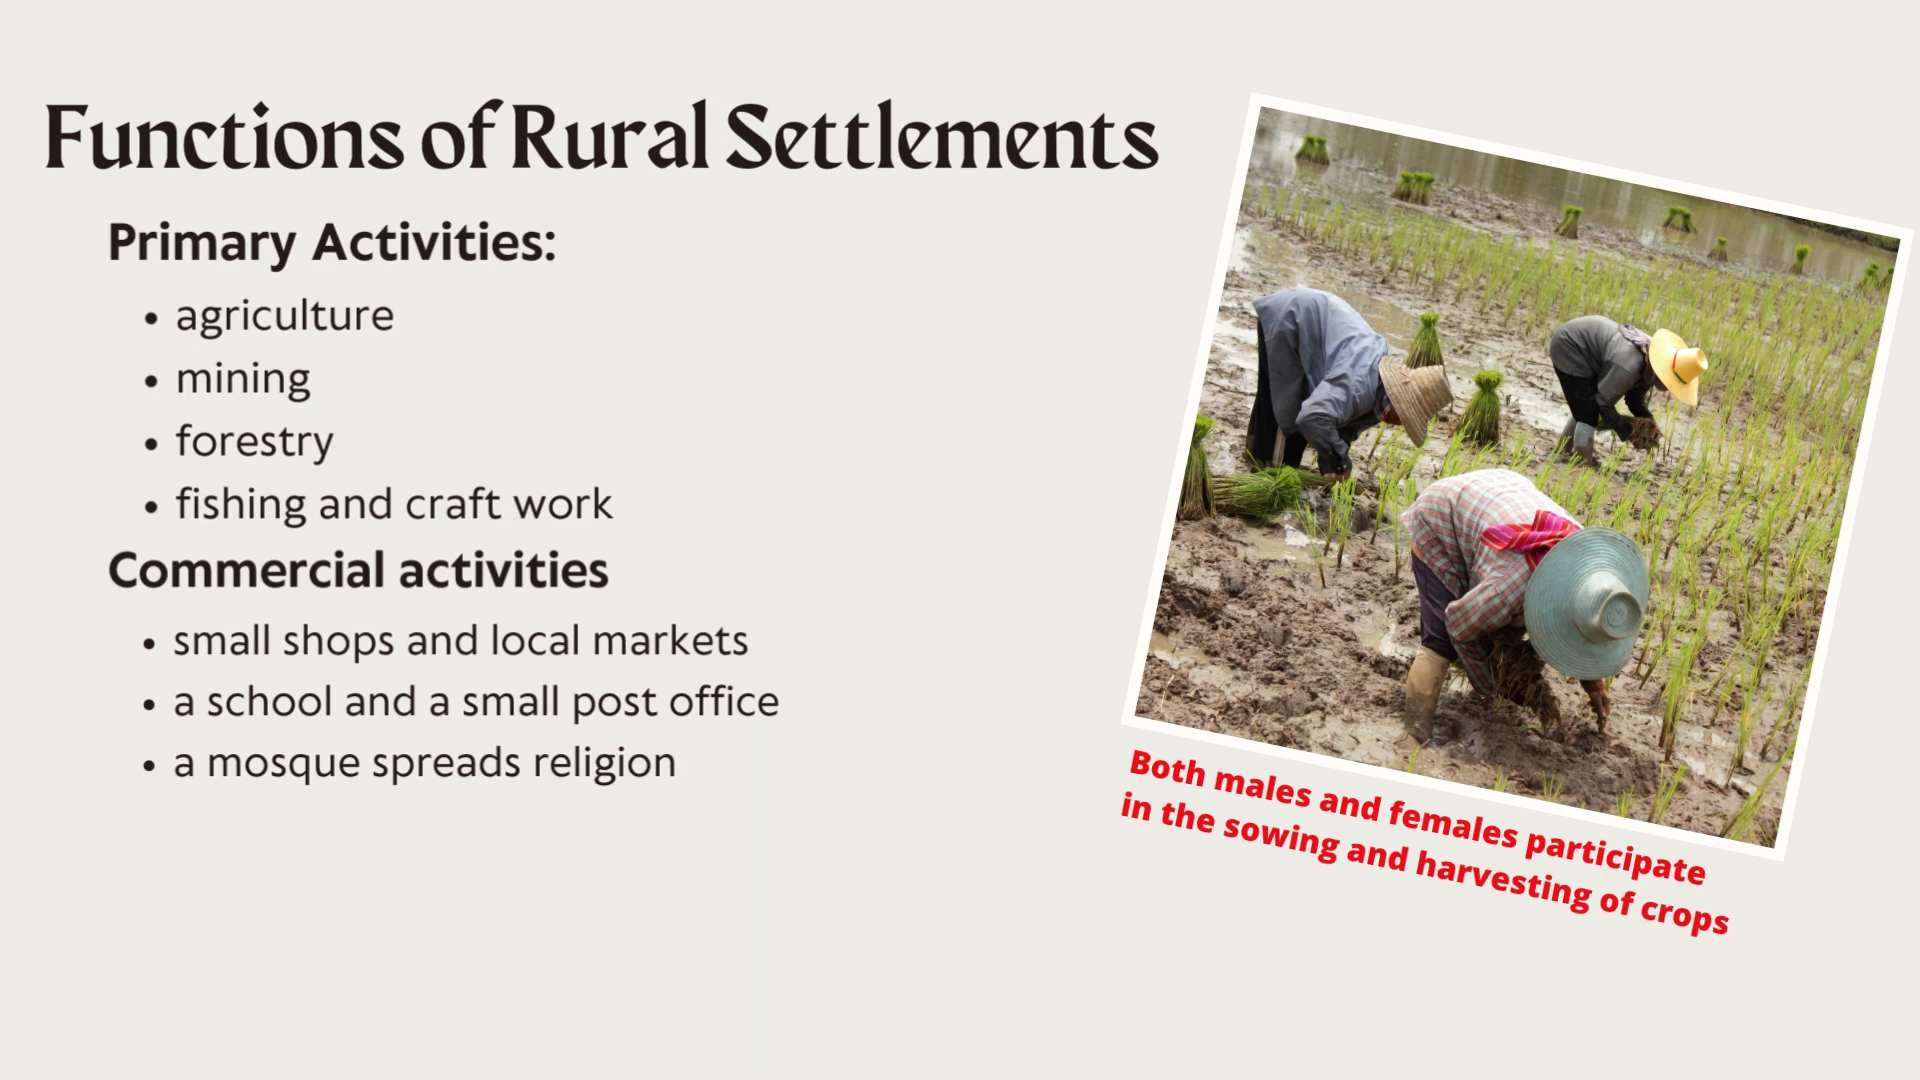 Functions of Rural Settlements
Primary Activities:
• agriculture
• mining
• forestry
• fishing and craft work
Commercial activities
• small shops and local markets
• a school and a small post office
• a mosque spreads religion
Both males and females participate
in the sowing and harvesting of crops